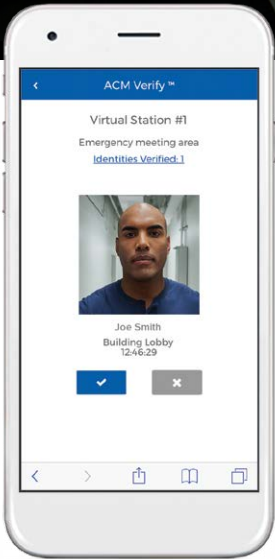 ACM Verify ™
Virtual Station #1
Emergency meeting area
Identities Verified: 1
Joe Smith
Building Lobby
12:46:29